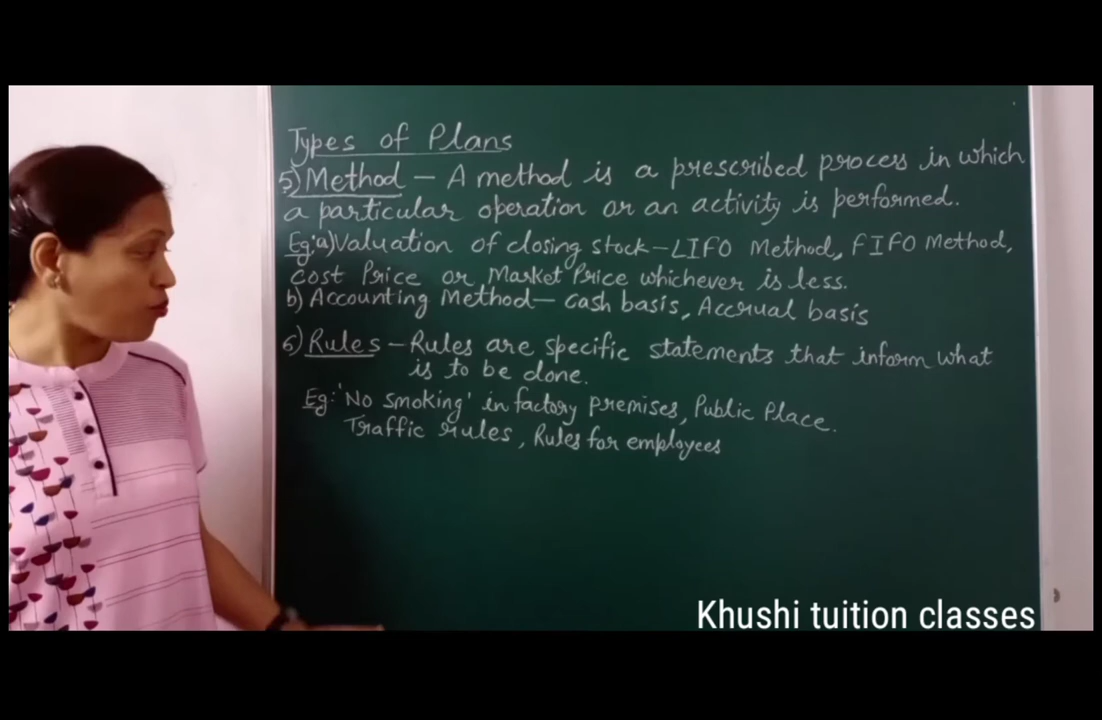 Types of Plans
5) Method - A method is a prescribed process in which
a particular operation or an activity is performed.
Eg: a) Valuation of closing stock - LIFO Method, FIFO Method,
Cost Price or Market Price whichever is less.
b) Accounting Method - cash basis, Accrual basis
6) Rules - Rules are specific statements that inform what
is to be done.
Eg: 'No smoking' in factory premises, Public Place.
Traffic rules, Rules for employees
Khushi tuition classes